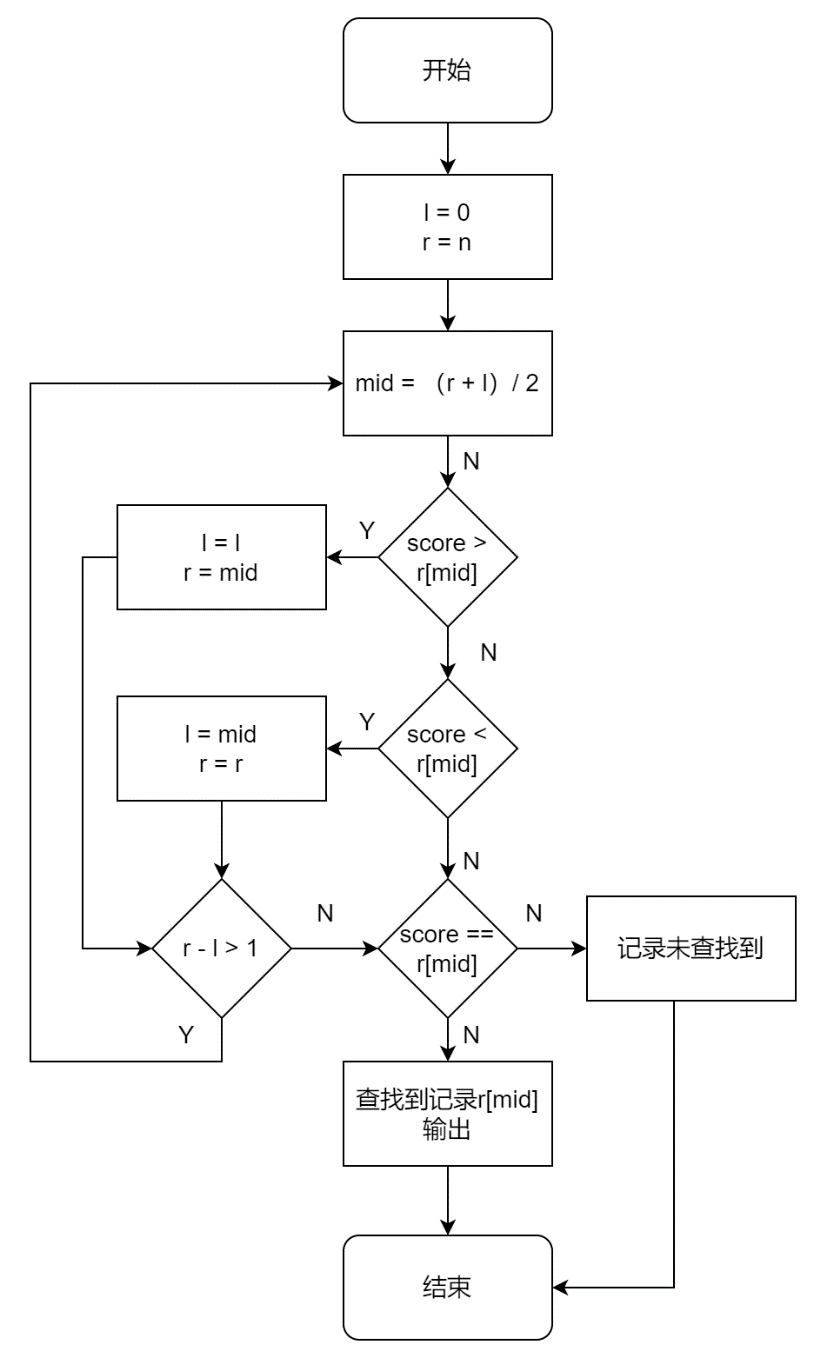 开始
l = 0
r = n
mid = （r + l）/ 2
N
score >
r[mid]
Y
l = l
r = mid
N
score <
r[mid]
Y
l = mid
r = r
N
r - l > 1
N
score ==
r[mid]
N
记录未查找到
Y
N
查找到记录r[mid]
输出
结束